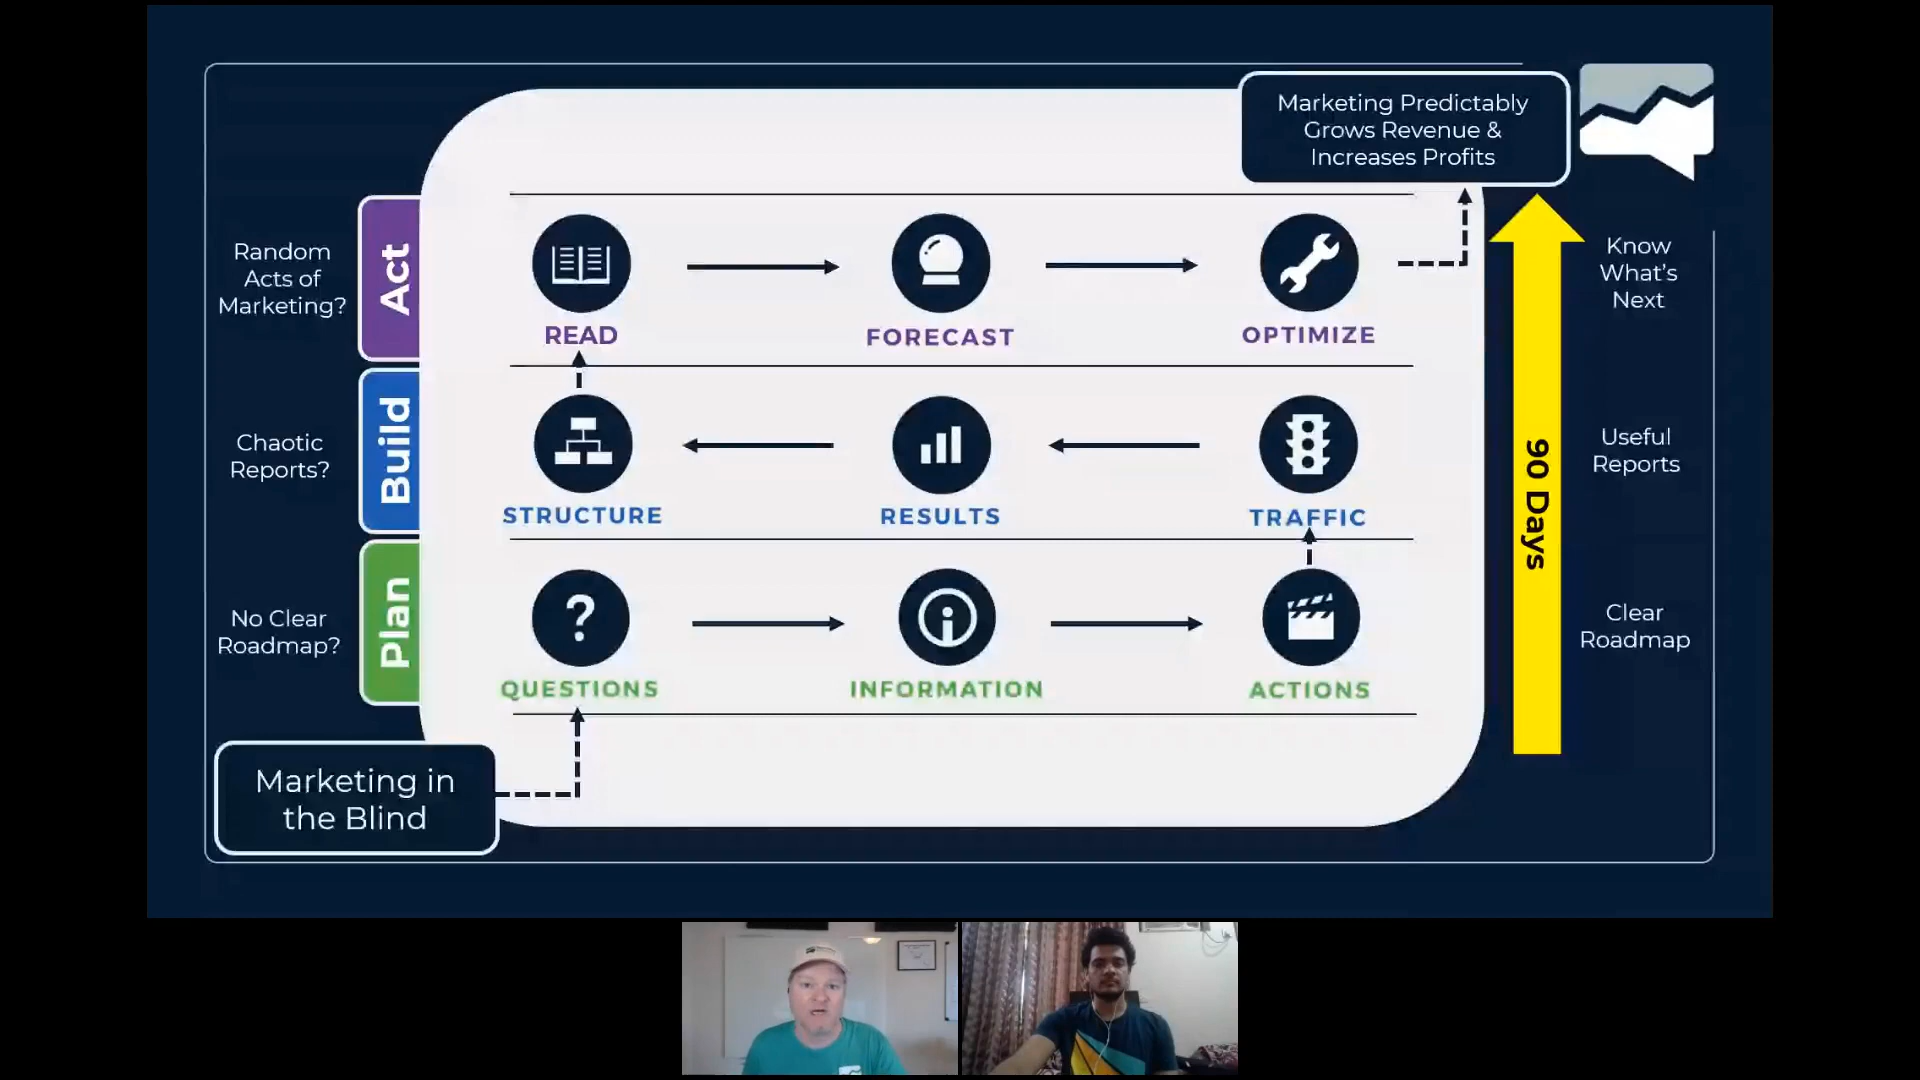 Marketing Predictably
Grows Revenue &
Increases Profits
Random
Acts of
Marketing?
Act
READ
FORECAST
OPTIMIZE
Know
What's
Next
Chaotic
Reports?
Build
STRUCTURE
RESULTS
TRAFFIC
90 Days
Useful
Reports
No Clear
Roadmap?
Plan
?
QUESTIONS
INFORMATION
ACTIONS
Clear
Roadmap
Marketing in
the Blind